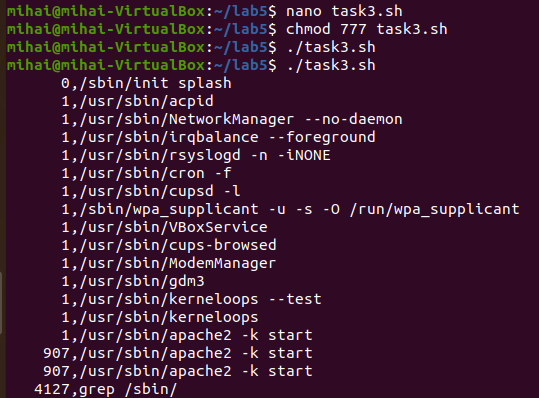 mihai@mihai-VirtualBox:~/lab5$ nano task3.sh
mihai@mihai-VirtualBox:~/lab5$ chmod 777 task3.sh
mihai@mihai-VirtualBox:~/lab5$ ./task3.sh
mihai@mihai-VirtualBox:~/lab5$ ./task3.sh
0,/sbin/init splash
1,/usr/sbin/acpid
1,/usr/sbin/NetworkManager --no-daemon
1,/usr/sbin/irqbalance --foreground
1,/usr/sbin/rsyslogd -n -iNONE
1,/usr/sbin/cron -f
1,/usr/sbin/cupsd -l
1,/sbin/wpa_supplicant -u -s -O /run/wpa_supplicant
1,/usr/sbin/VBoxService
1,/usr/sbin/cups-browsed
1,/usr/sbin/ModemManager
1,/usr/sbin/gdm3
1,/usr/sbin/kerneloops --test
1,/usr/sbin/kerneloops
1,/usr/sbin/apache2 -k start
907,/usr/sbin/apache2 -k start
907,/usr/sbin/apache2 -k start
4127,grep /sbin/